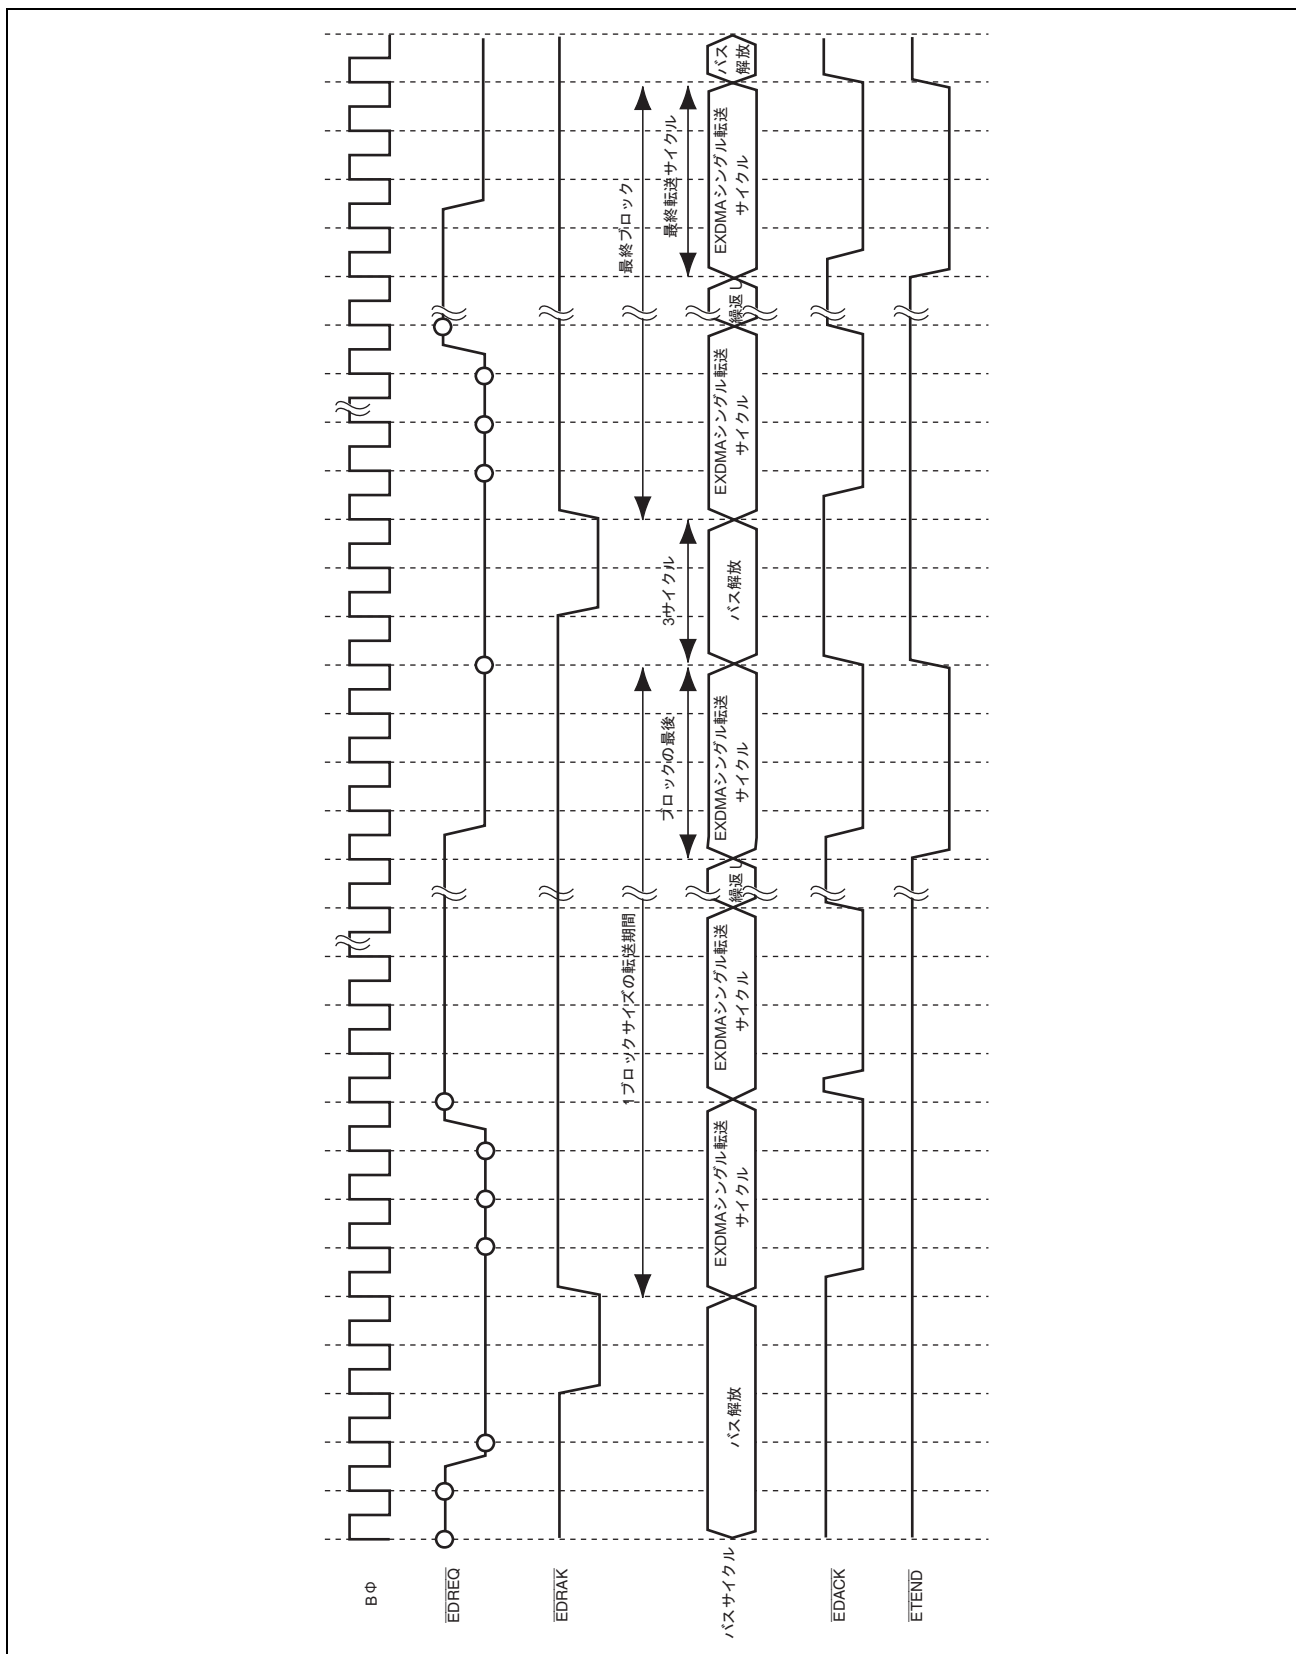 BΦ
EDREQ
EDRAK
1ブロックサイズの転送期間
最終ブロック
ブロックの最後
3サイクル
最終転送サイクル
バスサイクル
バス解放
EXDMAシングル転送
サイクル
EXDMAシングル転送
サイクル
繰返し
EXDMAシングル転送
サイクル
バス解放
EXDMAシングル転送
サイクル
繰返し
EXDMAシングル転送
サイクル
バス
解放
EDACK
ETEND